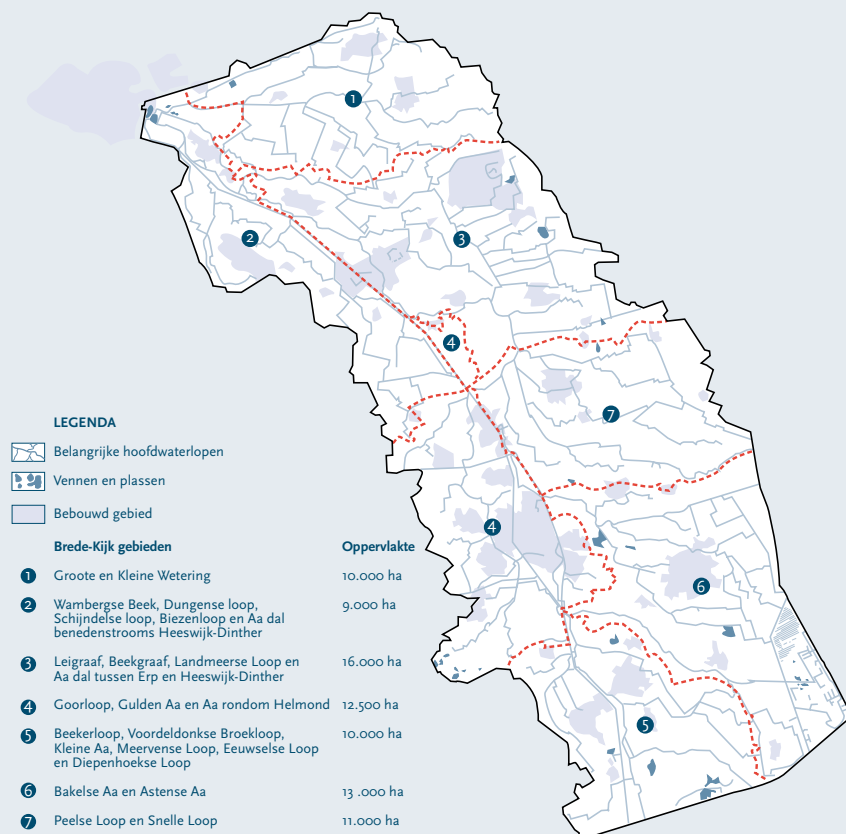 1
2
3
4
7
4
6
5
LEGENDA
Belangrijke hoofdwaterlopen
Vennen en plassen
Bebouwd gebied
Brede-Kijk gebieden Oppervlakte
1 Groote en Kleine Wetering 10.000 ha
2 Wambergse Beek, Dungense loop, 9.000 ha
Schijndelse loop, Biezenloop en Aa dal
benedenstrooms Heeswijk-Dinther
3 Leigraaf, Beekgraaf, Landmeerse Loop en 16.000 ha
Aa dal tussen Erp en Heeswijk-Dinther
4 Goorloop, Gulden Aa en Aa rondom Helmond 12.500 ha
5 Beekerloop, Voordeldonkse Broekloop, 10.000 ha
Kleine Aa, Meervense Loop, Eeuwselse Loop
en Diepenhoekse Loop
6 Bakelse Aa en Astense Aa 13 .000 ha
7 Peelse Loop en Snelle Loop 11.000 ha